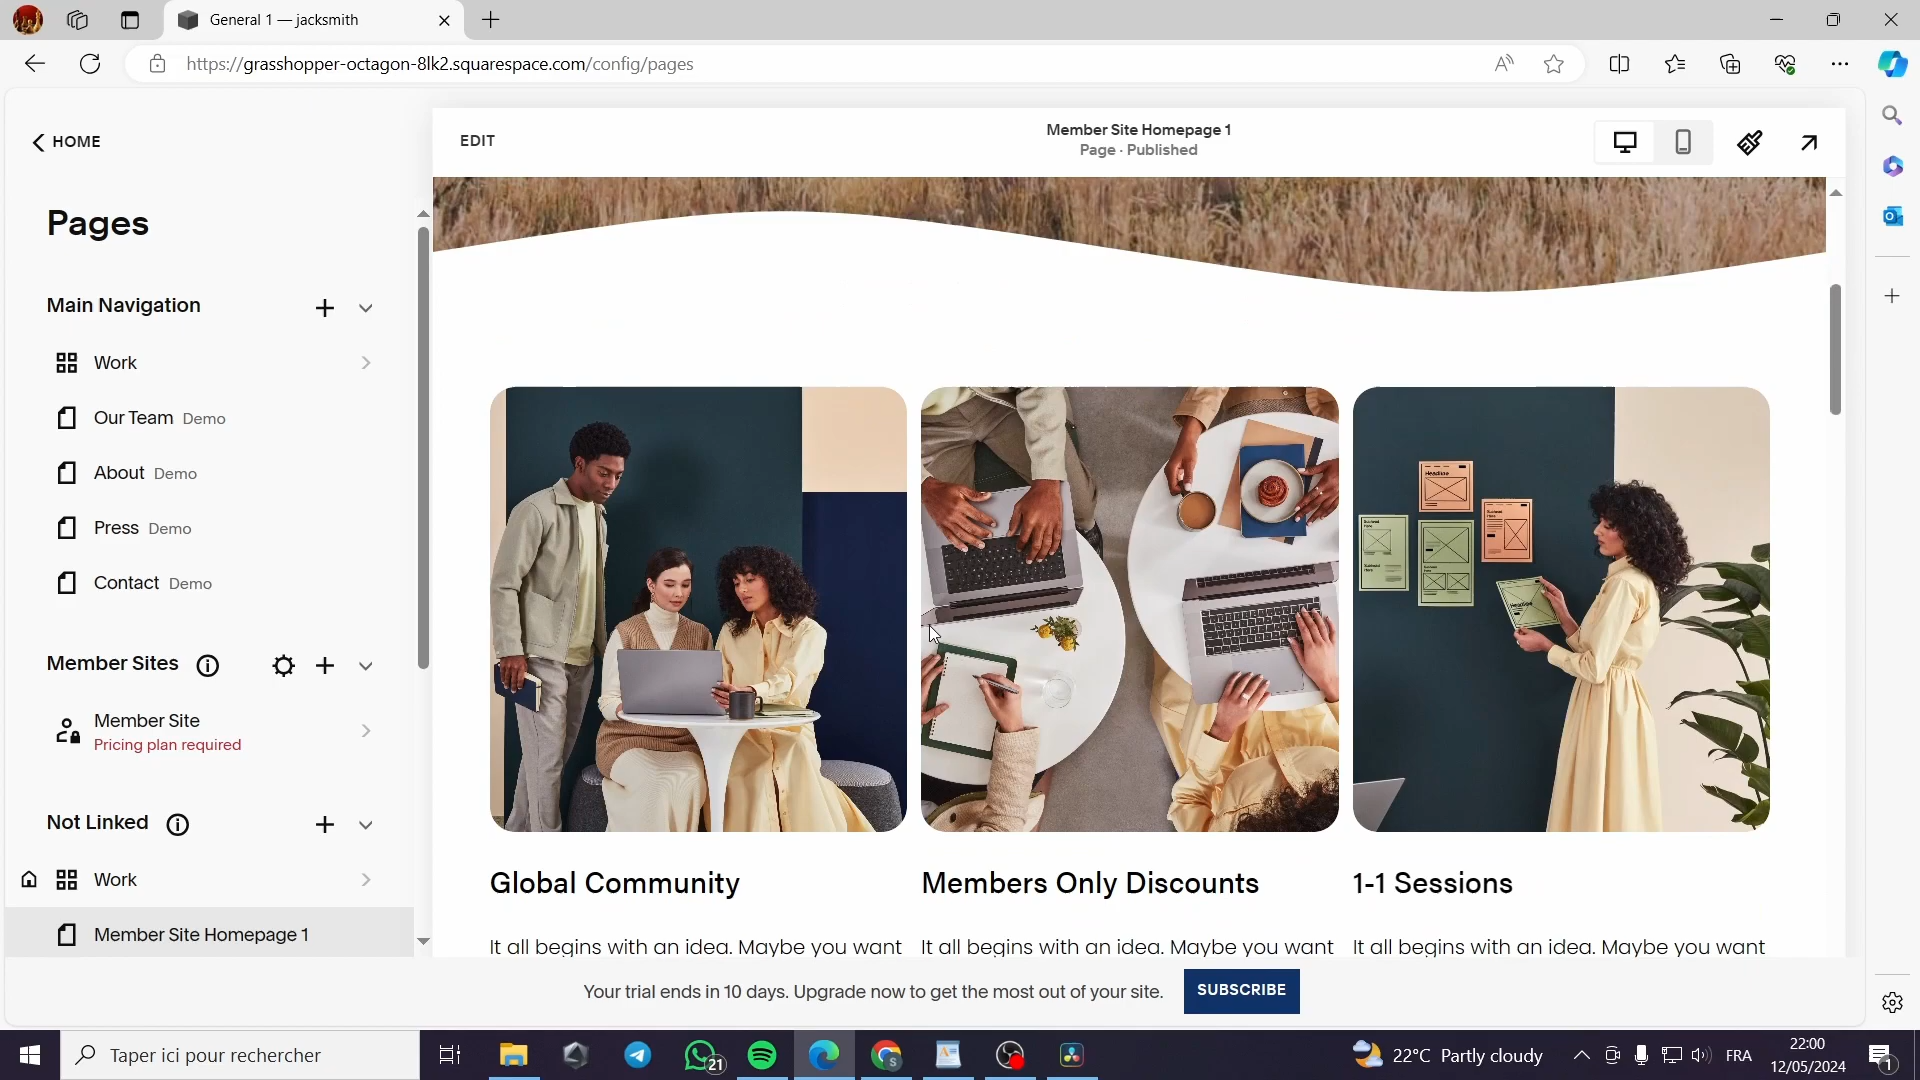 General 1 — jacksmith
https://grasshopper-octagon-8lk2.squarespace.com/config/pages
HOME
EDIT
Member Site Homepage 1
Page · Published
Pages
Main Navigation
Work
Our Team Demo
About Demo
Press Demo
Contact Demo
Member Sites
Member Site
Pricing plan required
Not Linked
Work
Member Site Homepage 1
Global Community
Members Only Discounts
1-1 Sessions
It all begins with an idea. Maybe you want
It all begins with an idea. Maybe you want
It all begins with an idea. Maybe you want
Your trial ends in 10 days. Upgrade now to get the most out of your site.
SUBSCRIBE
Taper ici pour rechercher
21
22°C Partly cloudy
FRA
22:00
12/05/2024
1